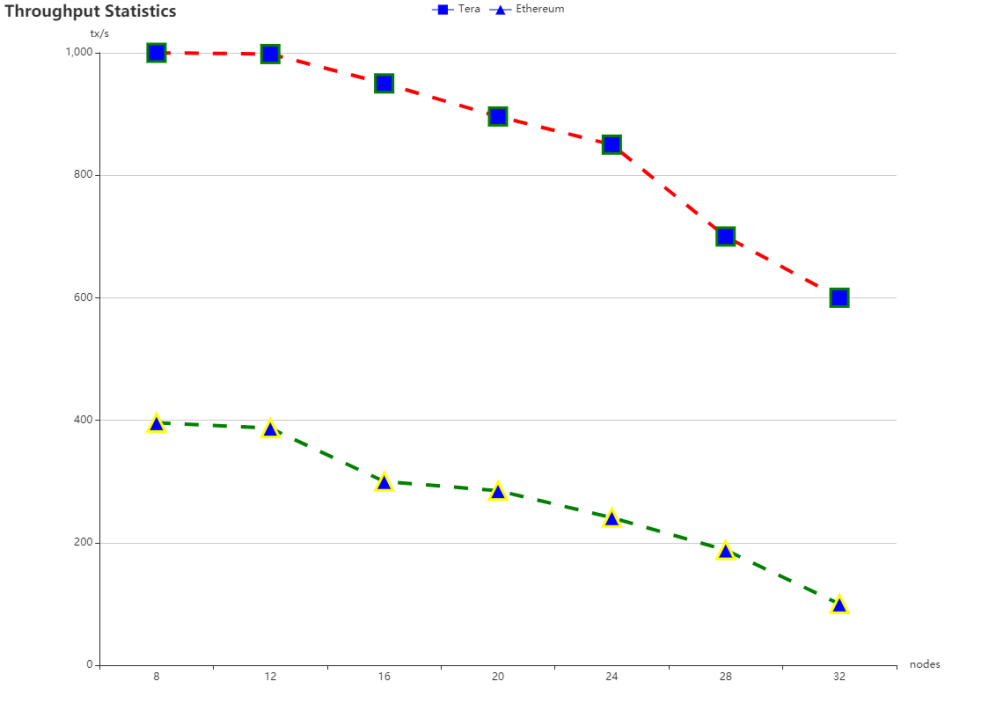 Throughput Statistics
Tera Ethereum
tx/s
1,000
800
600
400
200
0
8 12 16 20 24 28 32
nodes